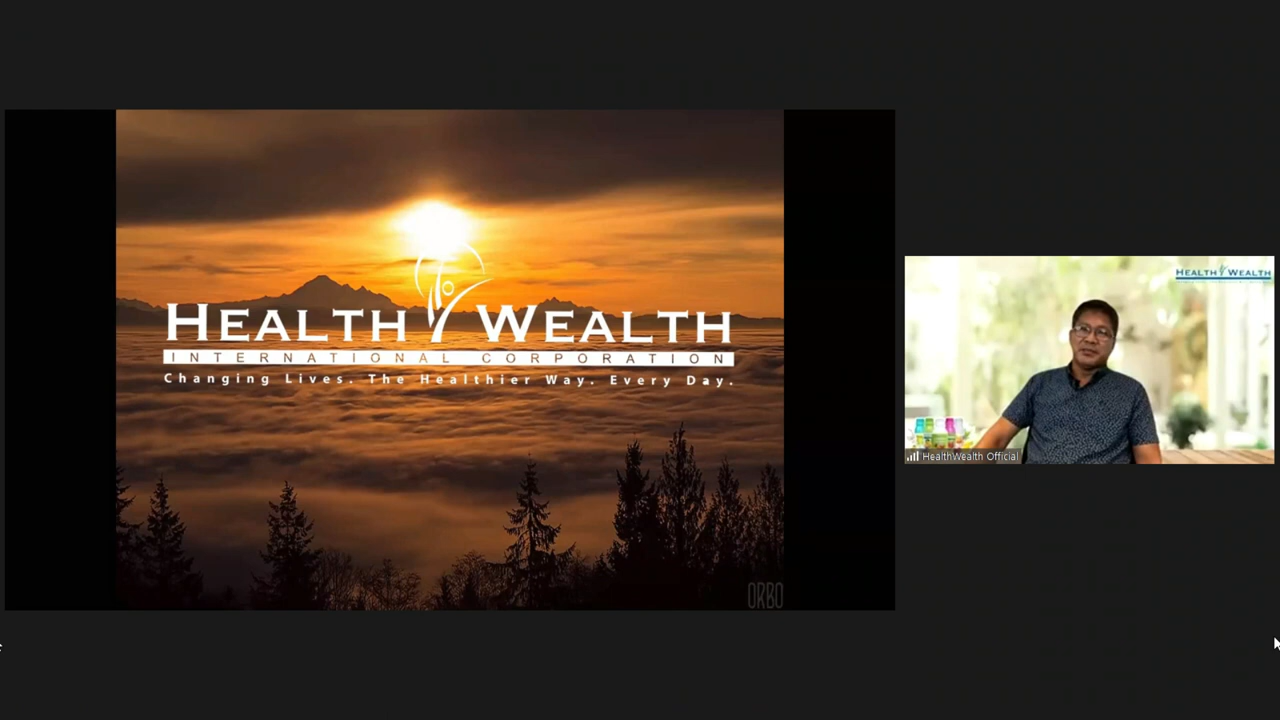 HEALTH WEALTH
INTERNATIONAL CORPORATION
Changing Lives. The Healthier Way. Every Day.
ORBO
HEALTH WEALTH
HealthWealth Official